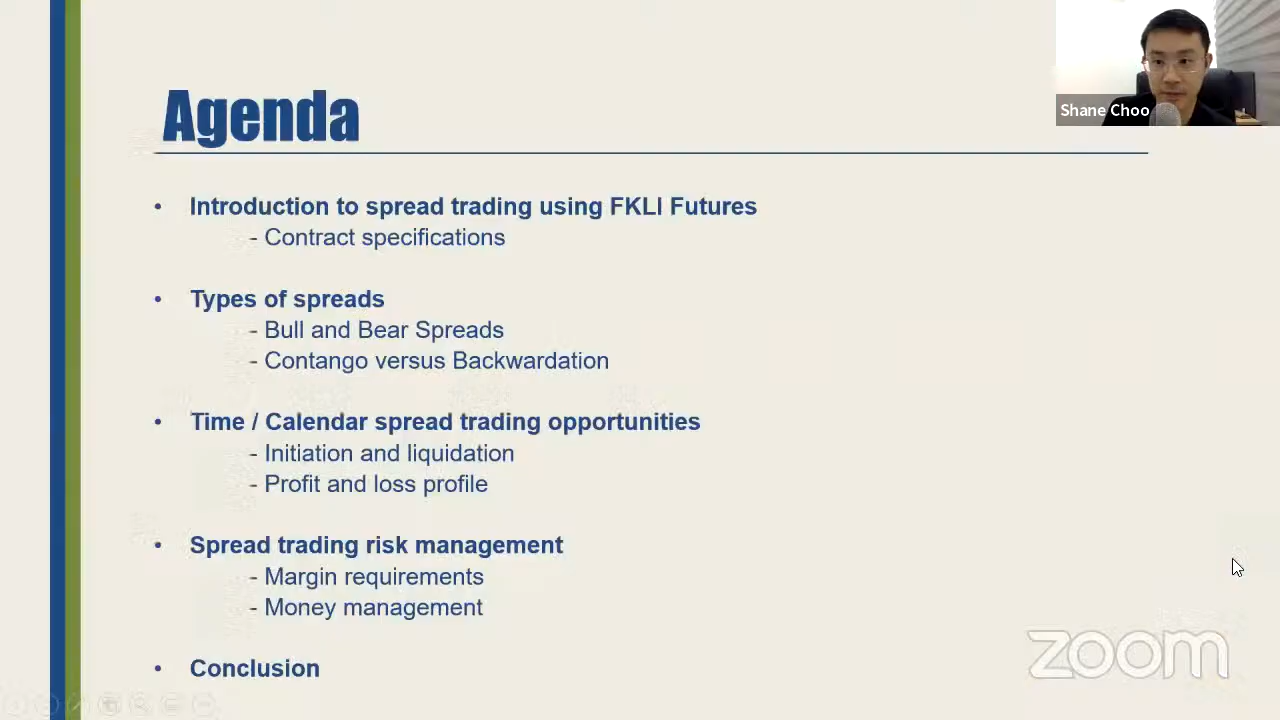 Agenda
Shane Choo
• Introduction to spread trading using FKLI Futures
- Contract specifications
• Types of spreads
- Bull and Bear Spreads
- Contango versus Backwardation
• Time / Calendar spread trading opportunities
- Initiation and liquidation
- Profit and loss profile
• Spread trading risk management
- Margin requirements
- Money management
• Conclusion
zoom